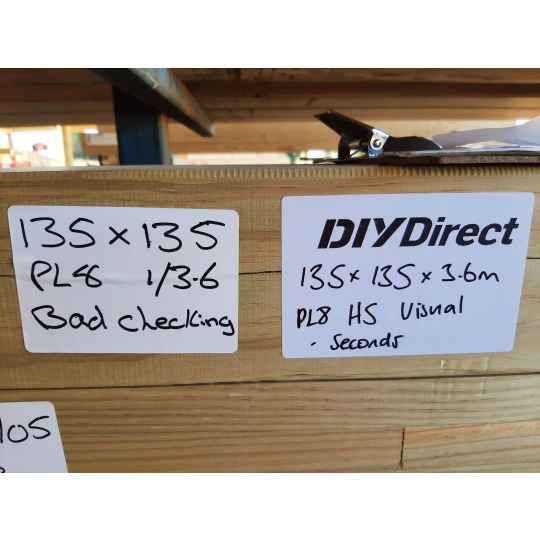 135 x 135
PL8 1/3.6
Bad checking
DIYDirect
135 x 135 x 3.6m
PL8 HS Visual
- Seconds
105